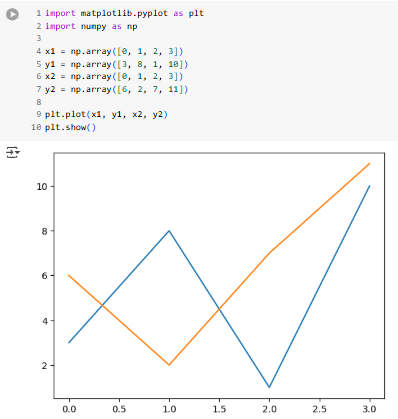 1 import matplotlib.pyplot as plt
2 import numpy as np
3
4 x1 = np.array([0, 1, 2, 3])
5 y1 = np.array([3, 8, 1, 10])
6 x2 = np.array([0, 1, 2, 3])
7 y2 = np.array([6, 2, 7, 11])
8
9 plt.plot(x1, y1, x2, y2)
10 plt.show()
10
8
6
4
2
0.0 0.5 1.0 1.5 2.0 2.5 3.0